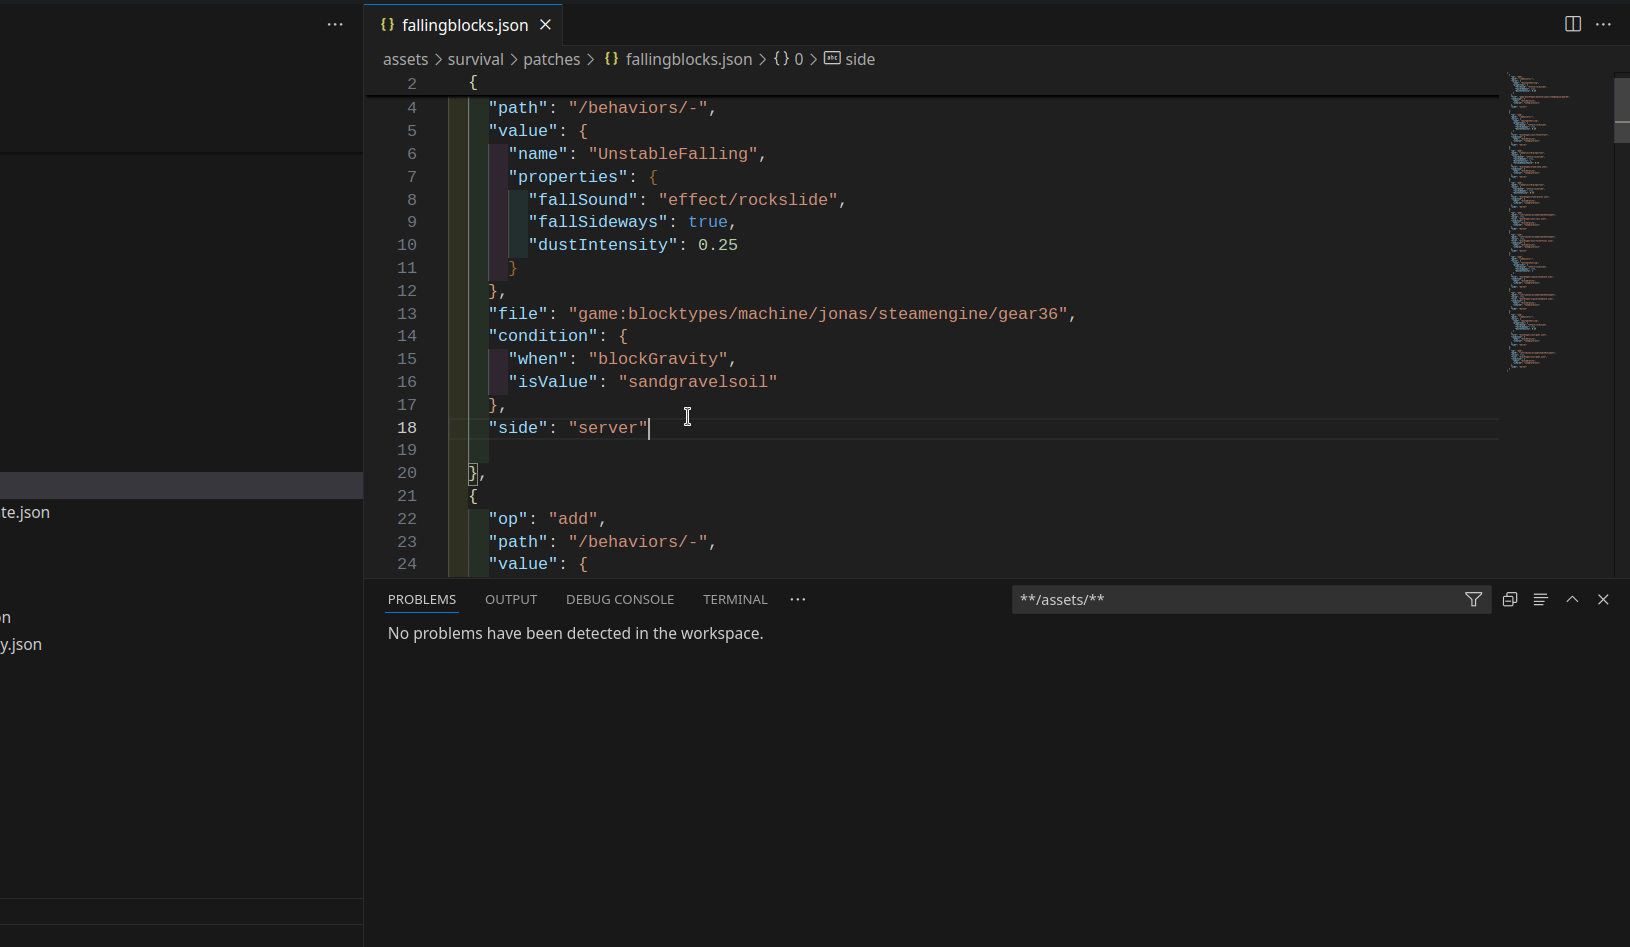 fallingblocks.json
assets > survival > patches > {} fallingblocks.json > {} 0 > abc side
2 {
4 "path": "/behaviors/-",
5 "value": {
6 "name": "UnstableFalling",
7 "properties": {
8 "fallSound": "effect/rockslide",
9 "fallSideways": true,
10 "dustIntensity": 0.25
11 }
12 },
13 "file": "game:blocktypes/machine/jonas/steamengine/gear36",
14 "condition": {
15 "when": "blockGravity",
16 "isValue": "sandgravelsoil"
17 },
18 "side": "server"
19
20 },
21 {
22 "op": "add",
23 "path": "/behaviors/-",
24 "value": {
te.json
n
y.json
PROBLEMS OUTPUT DEBUG CONSOLE TERMINAL ··· **/assets/**
No problems have been detected in the workspace.